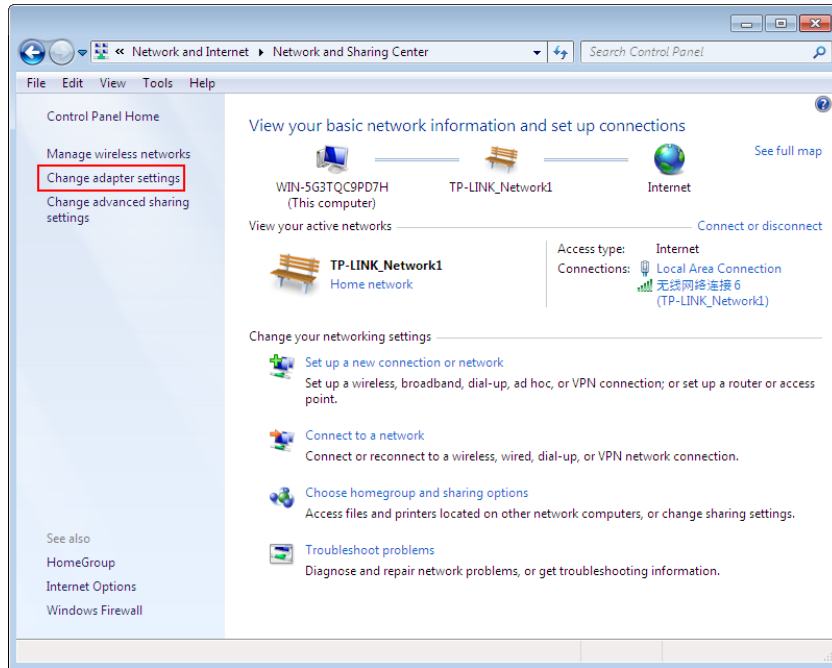 « Network and Internet ▸ Network and Sharing Center
Search Control Panel
File Edit View Tools Help
Control Panel Home
Manage wireless networks
Change adapter settings
Change advanced sharing
settings
View your basic network information and set up connections
See full map
WIN-5G3TQC9PD7H
(This computer)
TP-LINK_Network1
Internet
View your active networks
Connect or disconnect
TP-LINK_Network1
Home network
Access type: Internet
Connections: Local Area Connection
无线网络连接 6
(TP-LINK_Network1)
Change your networking settings
Set up a new connection or network
Set up a wireless, broadband, dial-up, ad hoc, or VPN connection; or set up a router or access
point.
Connect to a network
Connect or reconnect to a wireless, wired, dial-up, or VPN network connection.
Choose homegroup and sharing options
Access files and printers located on other network computers, or change sharing settings.
Troubleshoot problems
Diagnose and repair network problems, or get troubleshooting information.
See also
HomeGroup
Internet Options
Windows Firewall